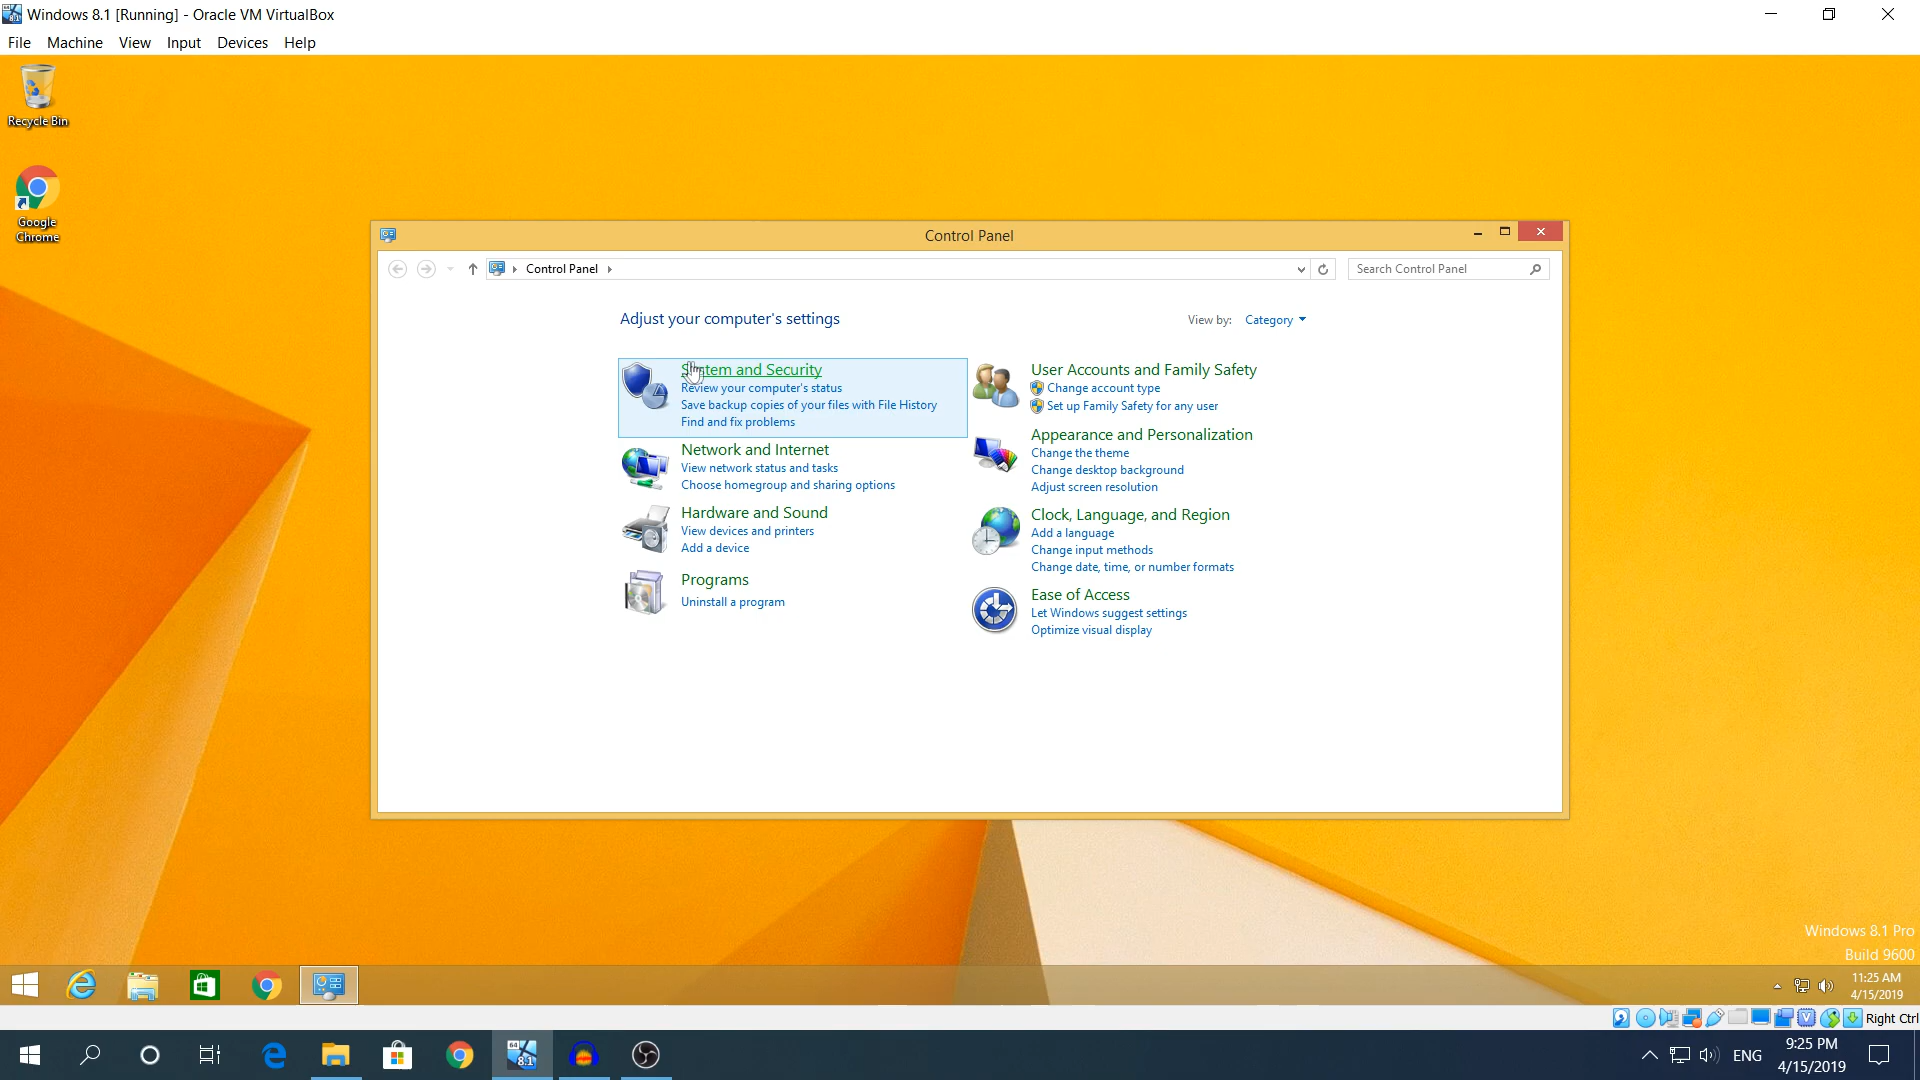 Windows 8.1 [Running] - Oracle VM VirtualBox
File Machine View Input Devices Help
Recycle Bin
Google
Chrome
Control Panel
Control Panel
Search Control Panel
Adjust your computer's settings
View by: Category
System and Security
Review your computer's status
Save backup copies of your files with File History
Find and fix problems
Network and Internet
View network status and tasks
Choose homegroup and sharing options
Hardware and Sound
View devices and printers
Add a device
Programs
Uninstall a program
User Accounts and Family Safety
Change account type
Set up Family Safety for any user
Appearance and Personalization
Change the theme
Change desktop background
Adjust screen resolution
Clock, Language, and Region
Add a language
Change input methods
Change date, time, or number formats
Ease of Access
Let Windows suggest settings
Optimize visual display
Windows 8.1 Pro
Build 9600
11:25 AM
4/15/2019
Right Ctrl
64
8.1
ENG
9:25 PM
4/15/2019